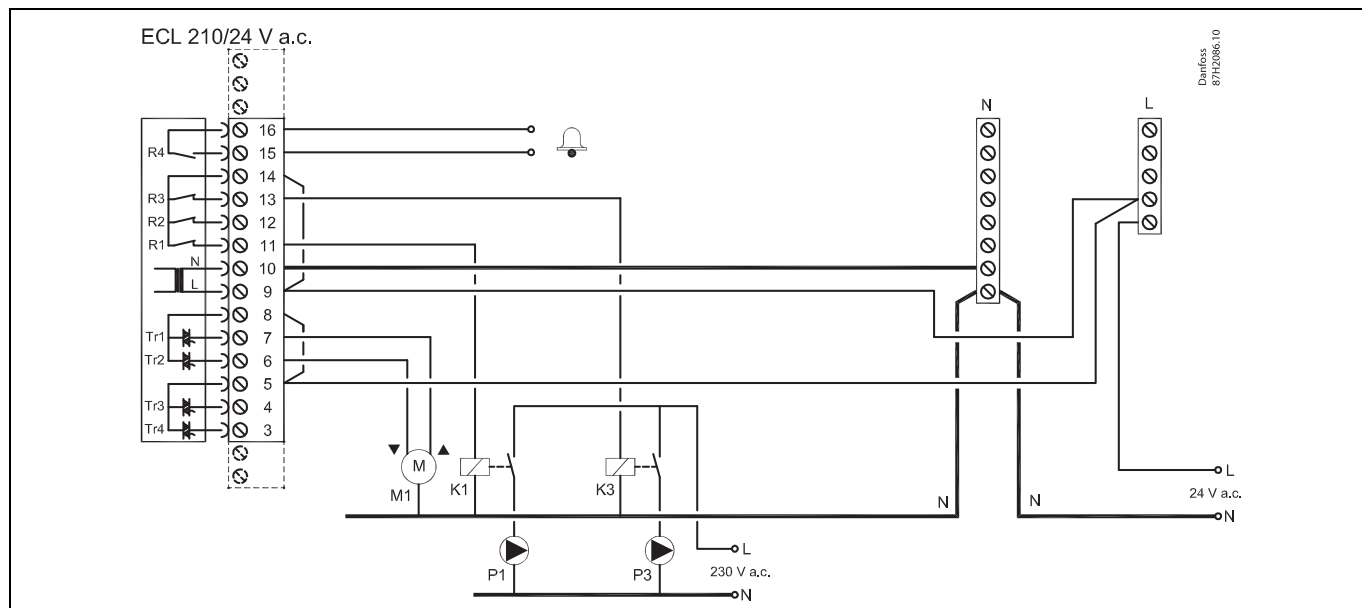 ECL 210/24 V a.c.
Danfoss
87H2086.10
N
L
16
R4
15
14
R3
13
R2
12
R1
11
N
10
L
9
8
Tr1
7
Tr2
6
5
Tr3
4
Tr4
3
M
M1
K1
K3
N
N
L
24 V a.c.
N
P1
P3
L
230 V a.c.
N